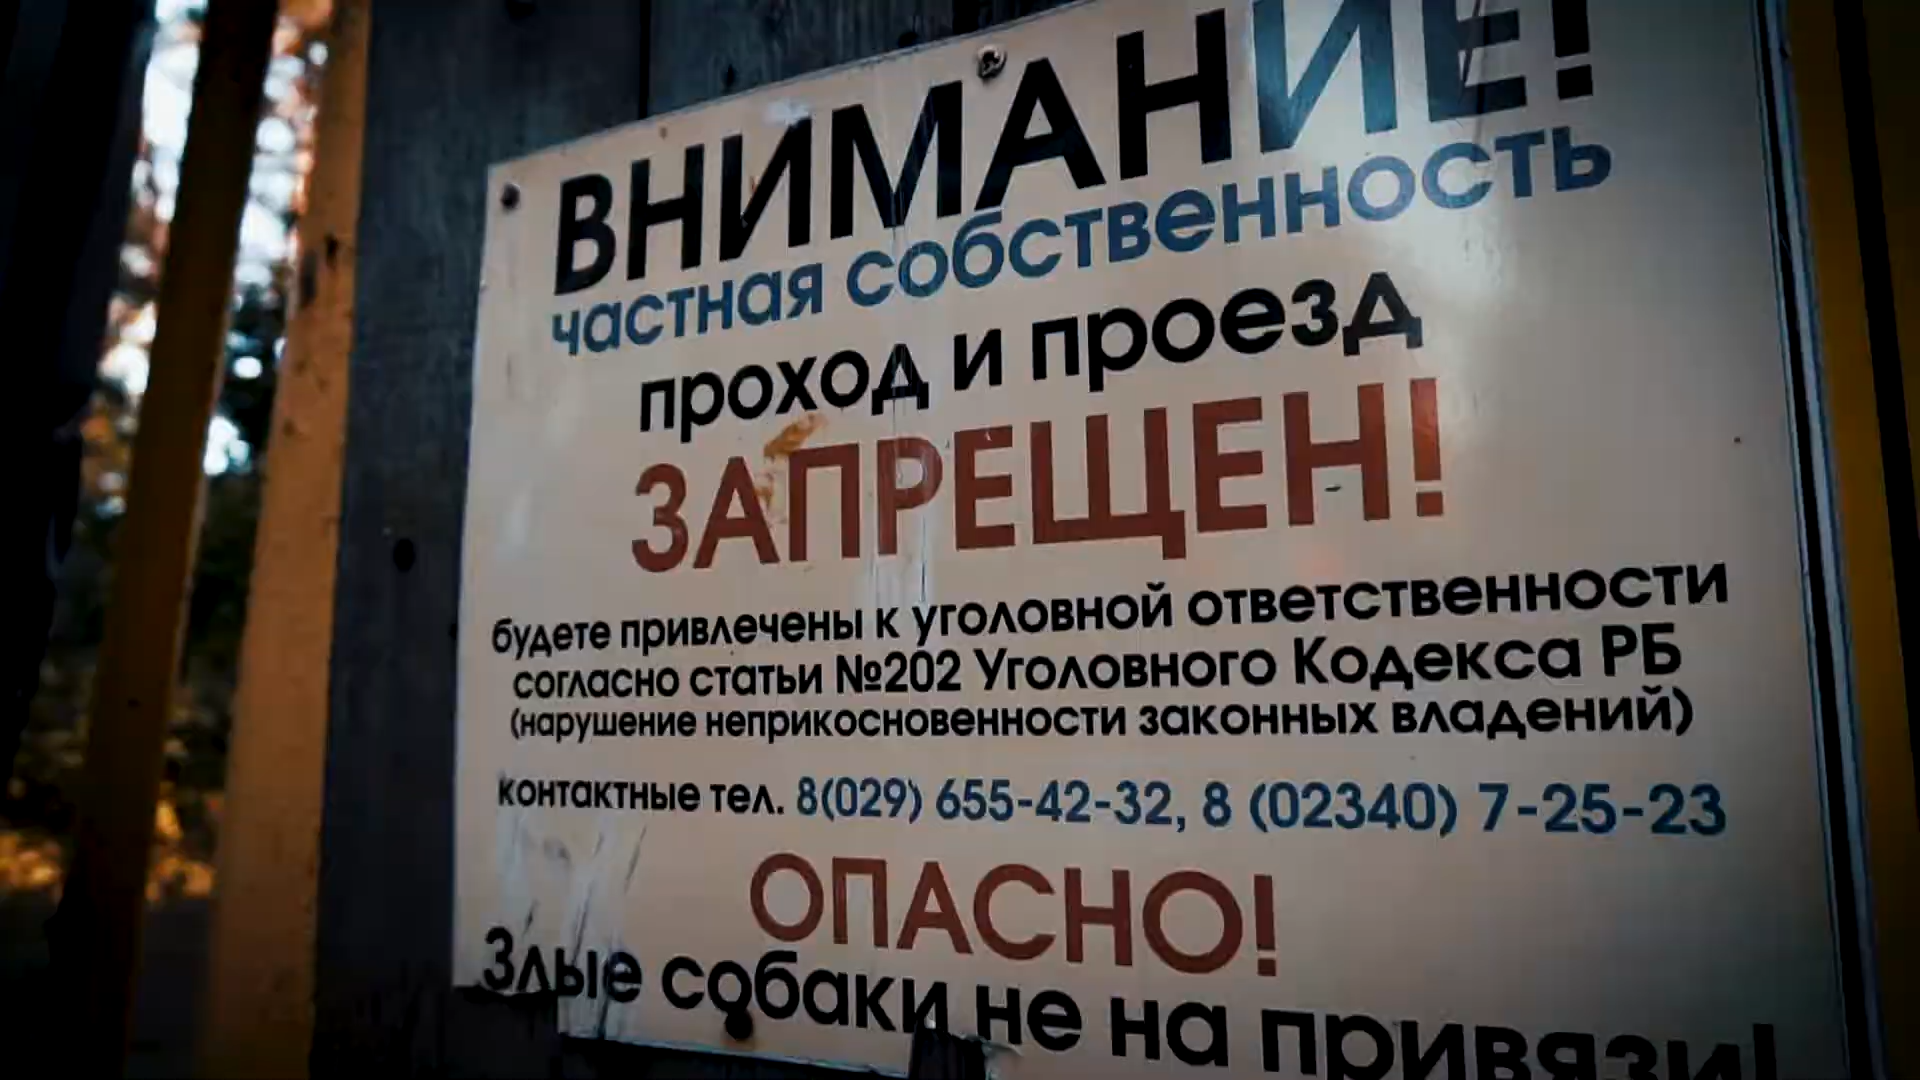 ВНИМАНИЕ!
частная собственность
проход и проезд
ЗАПРЕЩЕН!
будете привлечены к уголовной ответственности
согласно статьи №202 Уголовного Кодекса РБ
(нарушение неприкосновенности законных владений)
контактные тел. 8(029) 655-42-32, 8 (02340) 7-25-23
ОПАСНО!
Злые собаки не на привязи!